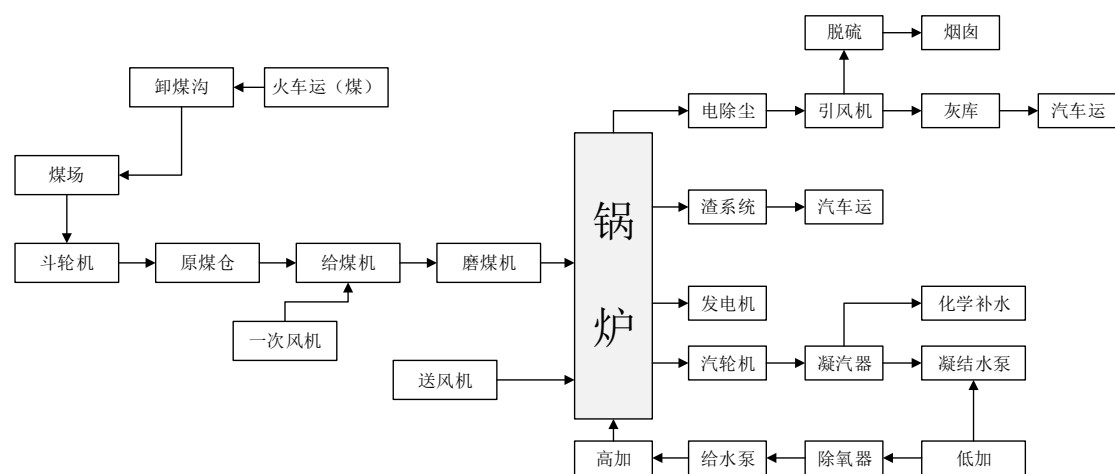 脱硫
烟囱
卸煤沟
火车运（煤）
电除尘
引风机
灰库
汽车运
煤场
渣系统
汽车运
锅炉
斗轮机
原煤仓
给煤机
磨煤机
发电机
化学补水
一次风机
送风机
汽轮机
凝汽器
凝结水泵
高加
给水泵
除氧器
低加